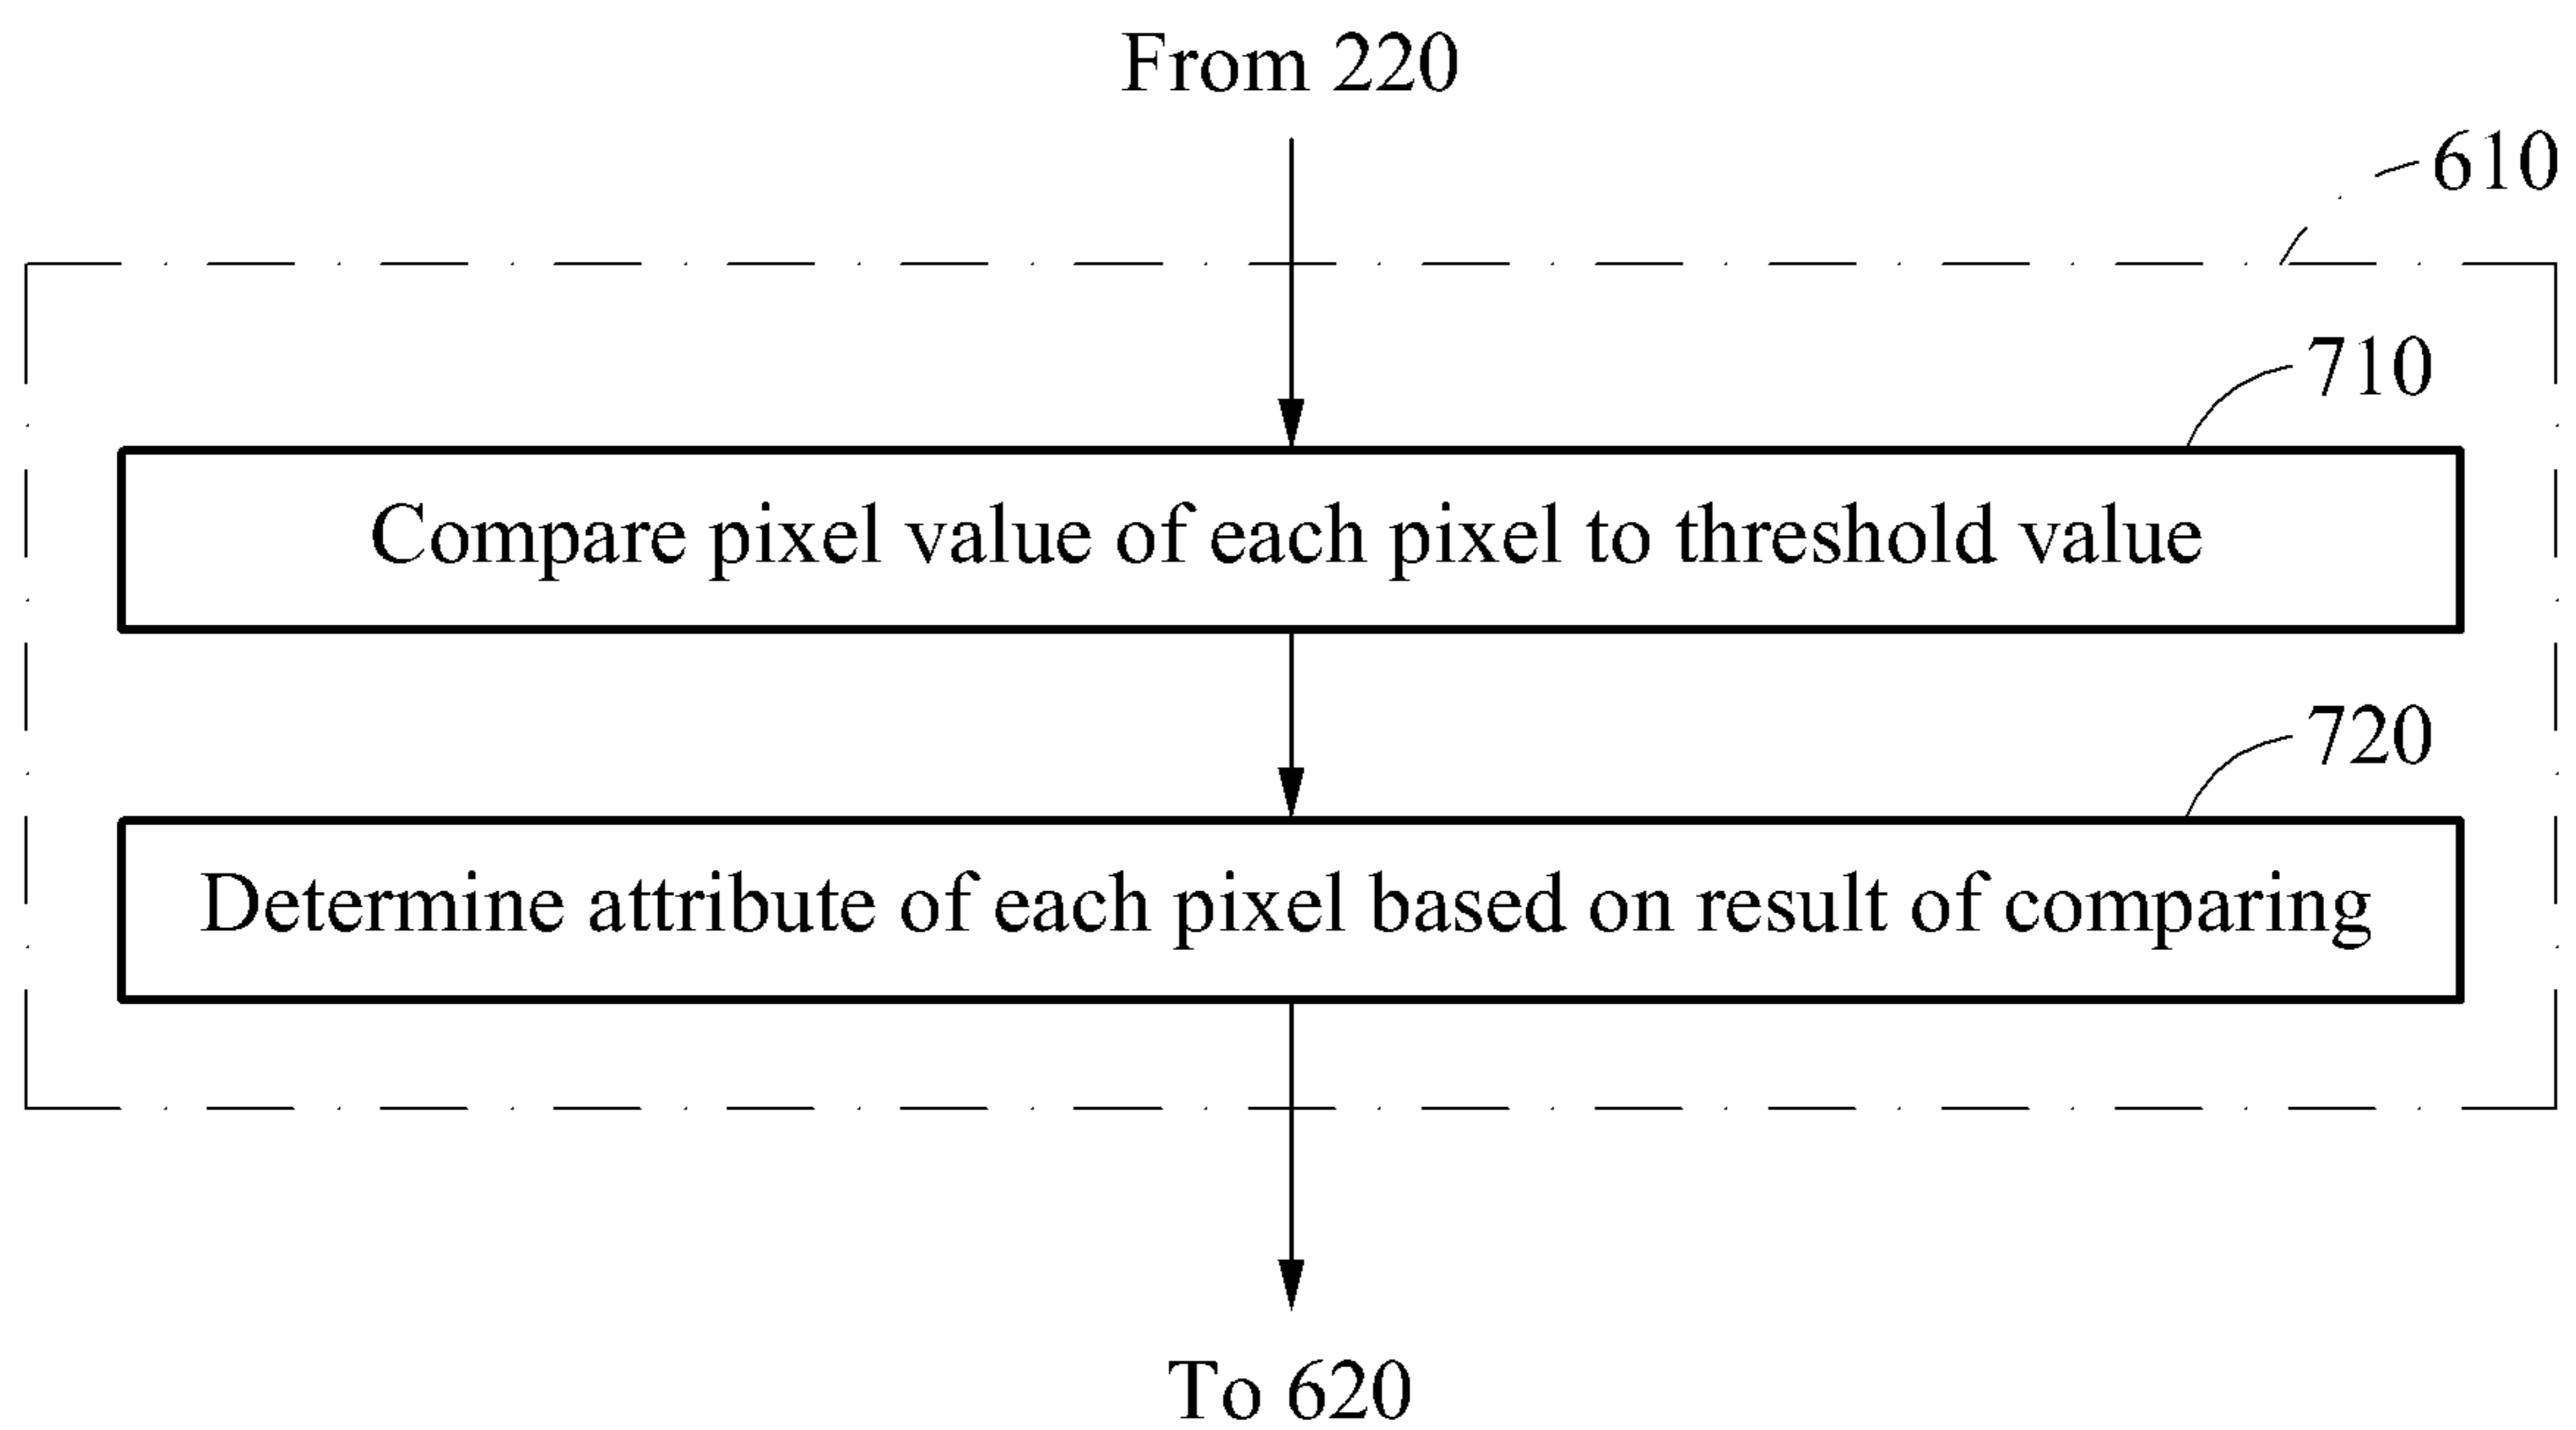 From 220
610
710
Compare pixel value of each pixel to threshold value
720
Determine attribute of each pixel based on result of comparing
To 620